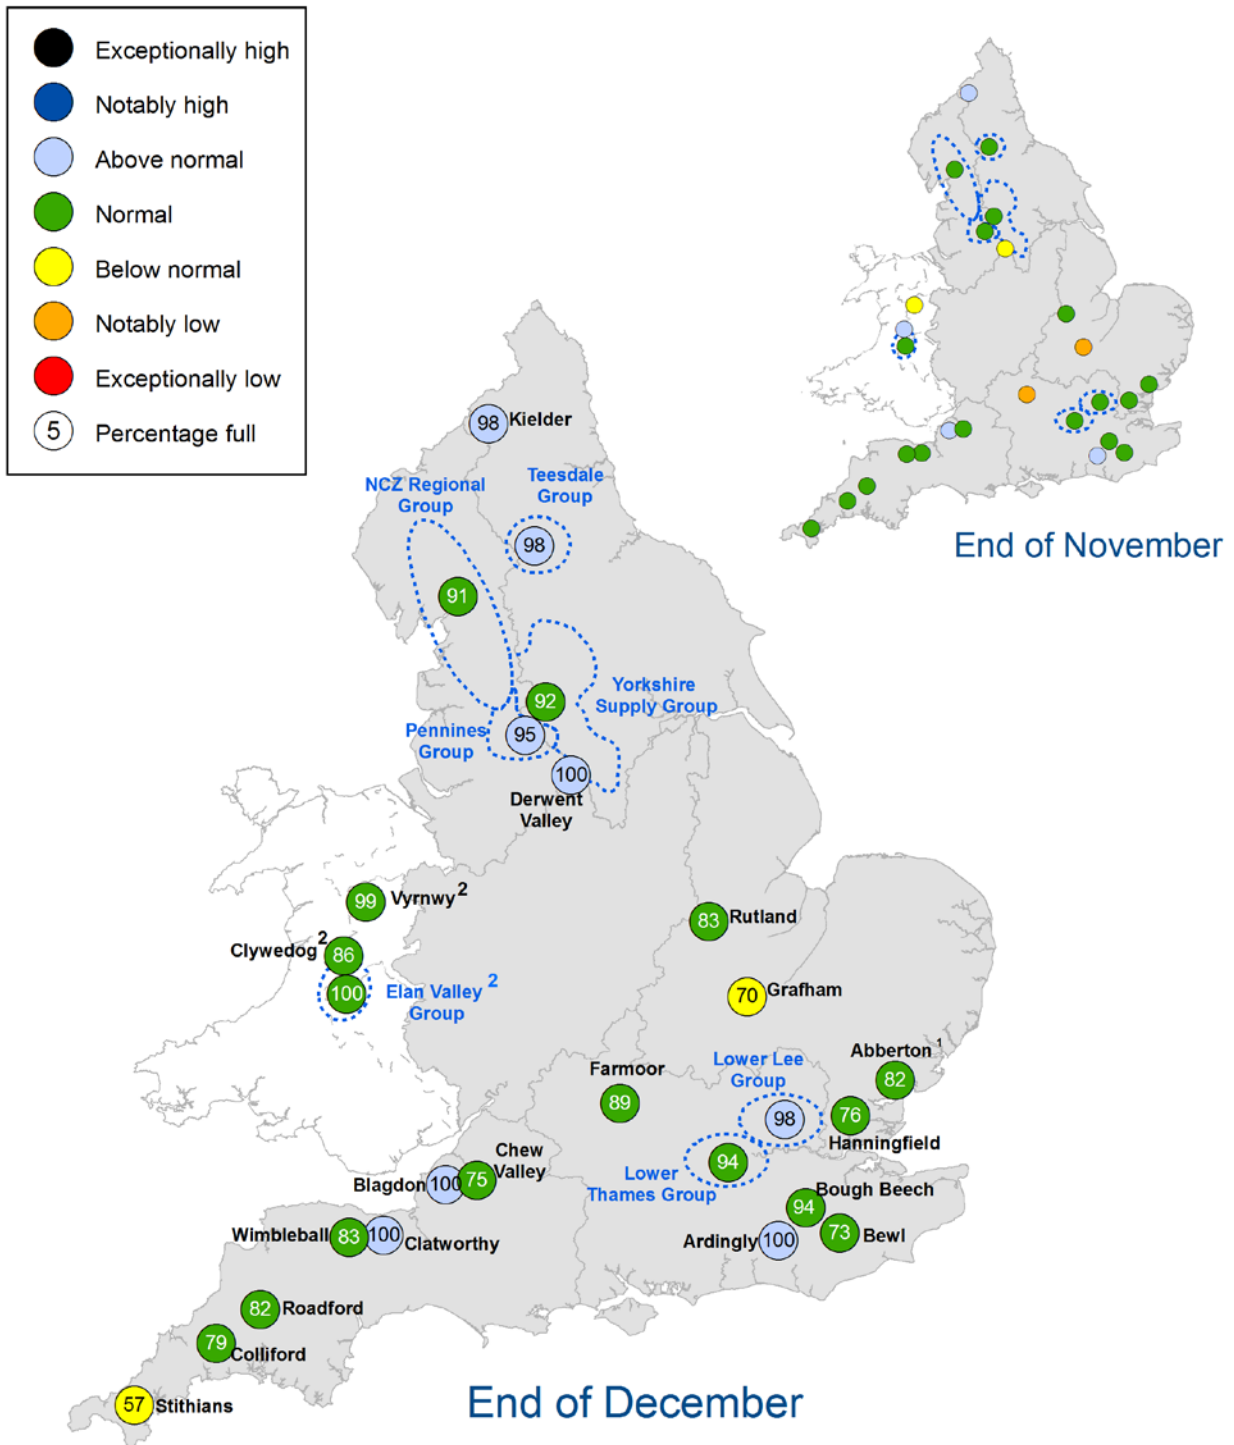 Exceptionally high
Notably high
Above normal
Normal
Below normal
Notably low
Exceptionally low
5 Percentage full
End of November
98 Kielder
NCZ Regional
Group
Teesdale
Group
98
91
Yorkshire
Supply Group
92
Pennines
Group
95
100
Derwent
Valley
99 Vyrnwy 2
Clywedog 2 86
100 Elan Valley 2
Group
83 Rutland
70 Grafham
Abberton 1
82
Farmoor
89
Lower Lee
Group
98
76
Hanningfield
Chew
Valley
Blagdon 100 75
94
Lower
Thames Group
Bough Beech
94
Wimbleball 83 100 Clatworthy
Ardingly 100
73 Bewl
82 Roadford
79 Colliford
57 Stithians
End of December